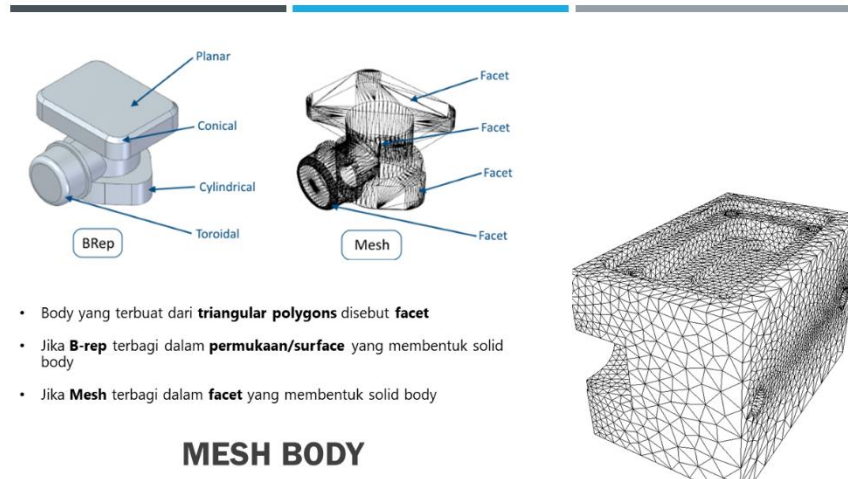 Planar
Conical
Cylindrical
Toroidal
BRep
Facet
Facet
Facet
Facet
Mesh
• Body yang terbuat dari triangular polygons disebut facet
• Jika B-rep terbagi dalam permukaan/surface yang membentuk solid
body
• Jika Mesh terbagi dalam facet yang membentuk solid body
MESH BODY